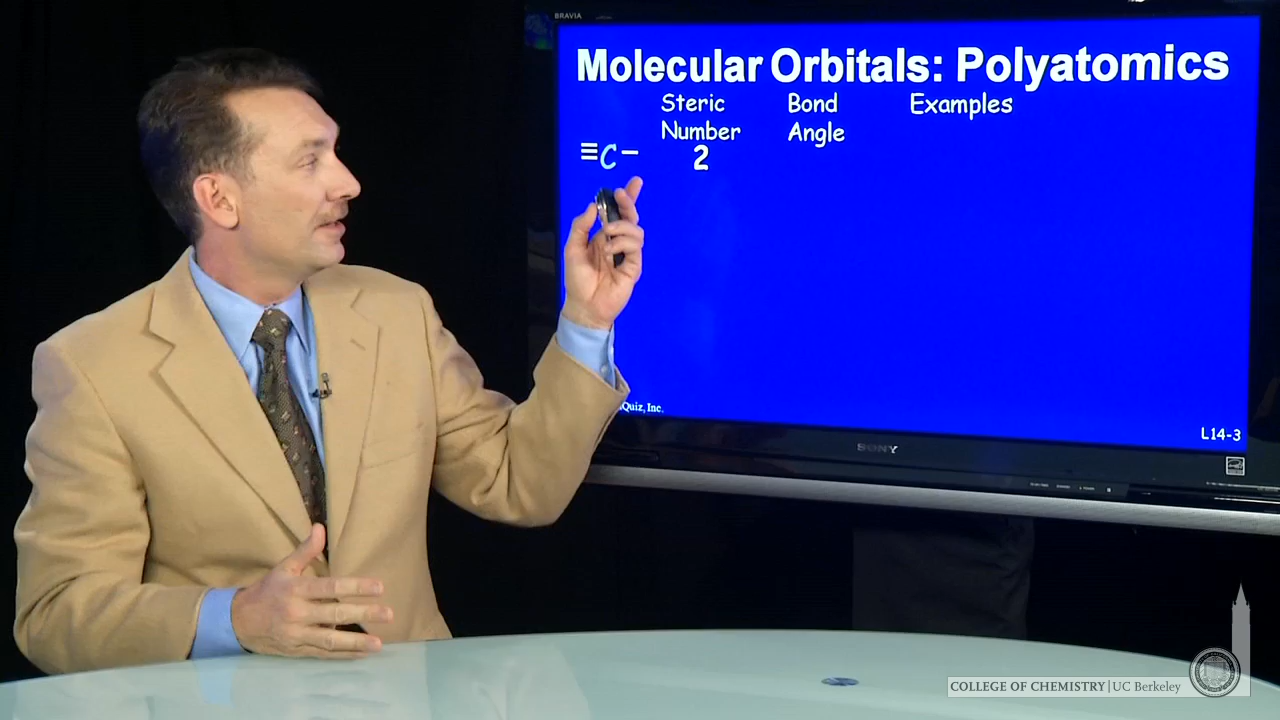 BRAVIA
Molecular Orbitals: Polyatomics
Steric Bond Examples
Number Angle
≡C− 2
Quiz, Inc.
L14-3
SONY
COLLEGE OF CHEMISTRY | UC Berkeley